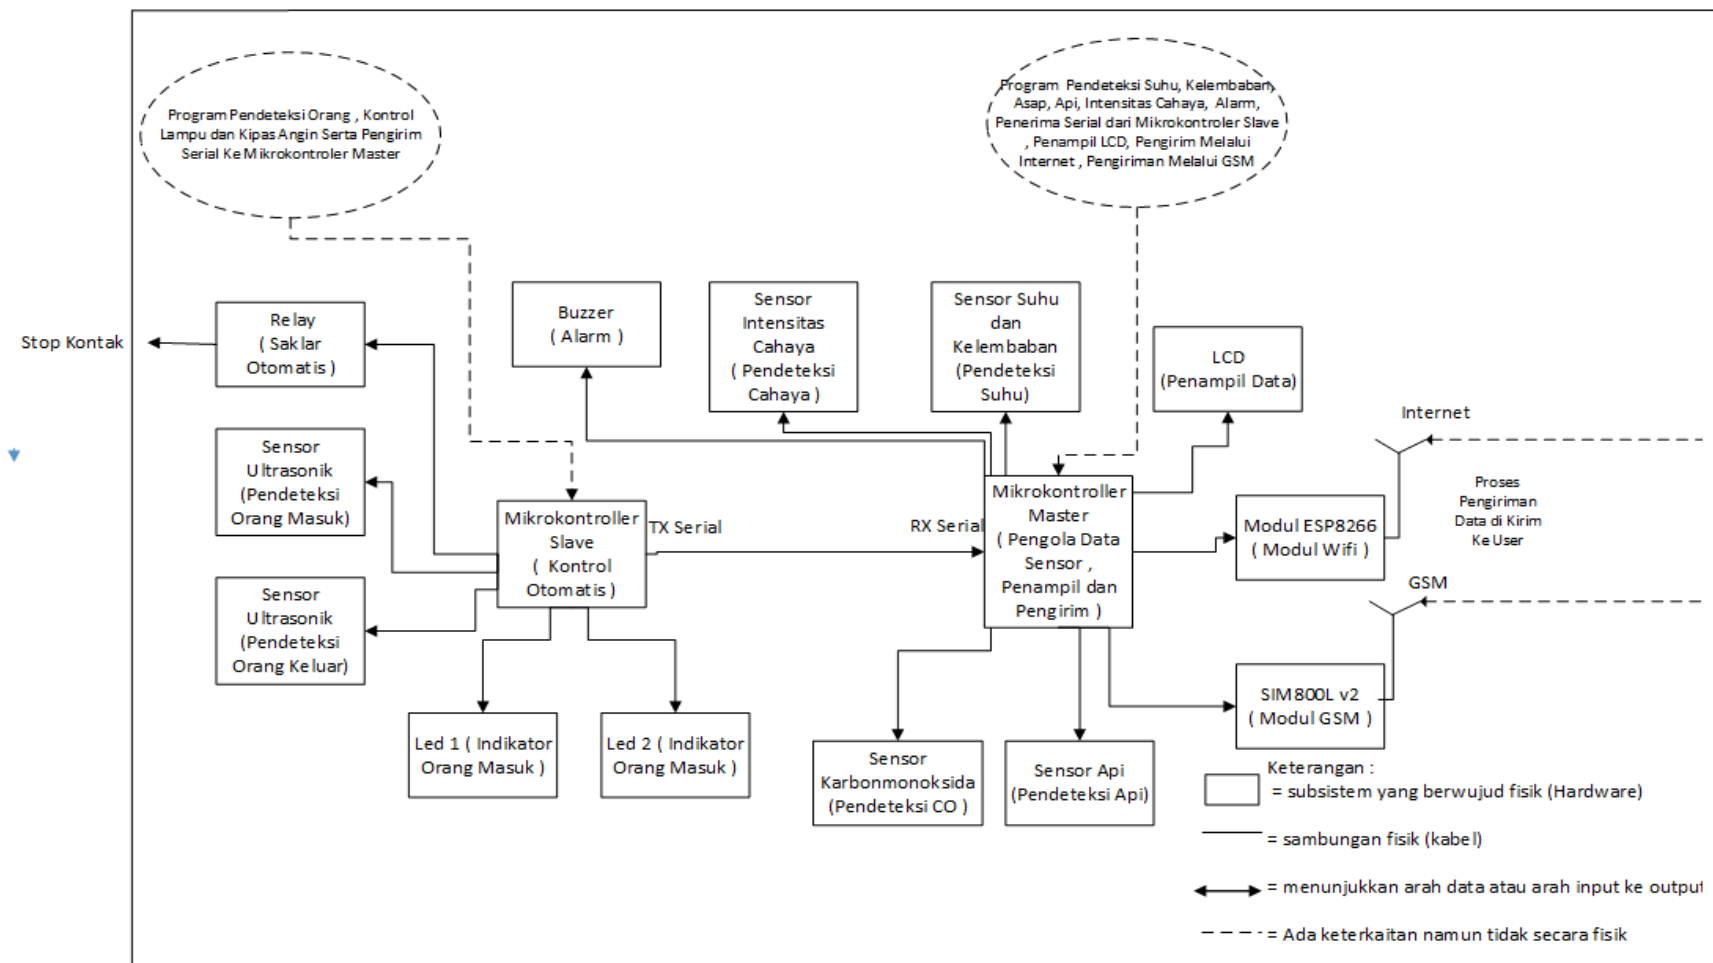 Program Pendeteksi Orang , Kontrol
Lampu dan Kipas Angin Serta Pengirim
Serial Ke Mikrokontroler Master
Program Pendeteksi Suhu, Kelembaban,
Asap, Api, Intensitas Cahaya, Alarm,
Penerima Serial dari Mikrokontroler Slave
, Penampil LCD, Pengirim Melalui
Internet , Pengiriman Melalui GSM
Stop Kontak
Relay
( Saklar
Otomatis )
Buzzer
( Alarm )
Sensor
Intensitas
Cahaya
( Pendeteksi
Cahaya )
Sensor Suhu
dan
Kelembaban
(Pendeteksi
Suhu)
LCD
(Penampil Data)
Internet
Sensor
Ultrasonik
(Pendeteksi
Orang Masuk)
Mikrokontroller
Slave
( Kontrol
Otomatis )
TX Serial
RX Serial
Mikrokontroller
Master
( Pengola Data
Sensor ,
Penampil dan
Pengirim )
Modul ESP8266
( Modul Wifi )
Proses
Pengiriman
Data di Kirim
Ke User
GSM
Sensor
Ultrasonik
(Pendeteksi
Orang Keluar)
SIM800L v2
( Modul GSM )
Led 1 ( Indikator
Orang Masuk )
Led 2 ( Indikator
Orang Masuk )
Sensor
Karbonmonoksida
(Pendeteksi CO )
Sensor Api
(Pendeteksi Api)
Keterangan :
= subsistem yang berwujud fisik (Hardware)
= sambungan fisik (kabel)
= menunjukkan arah data atau arah input ke output
= Ada keterkaitan namun tidak secara fisik